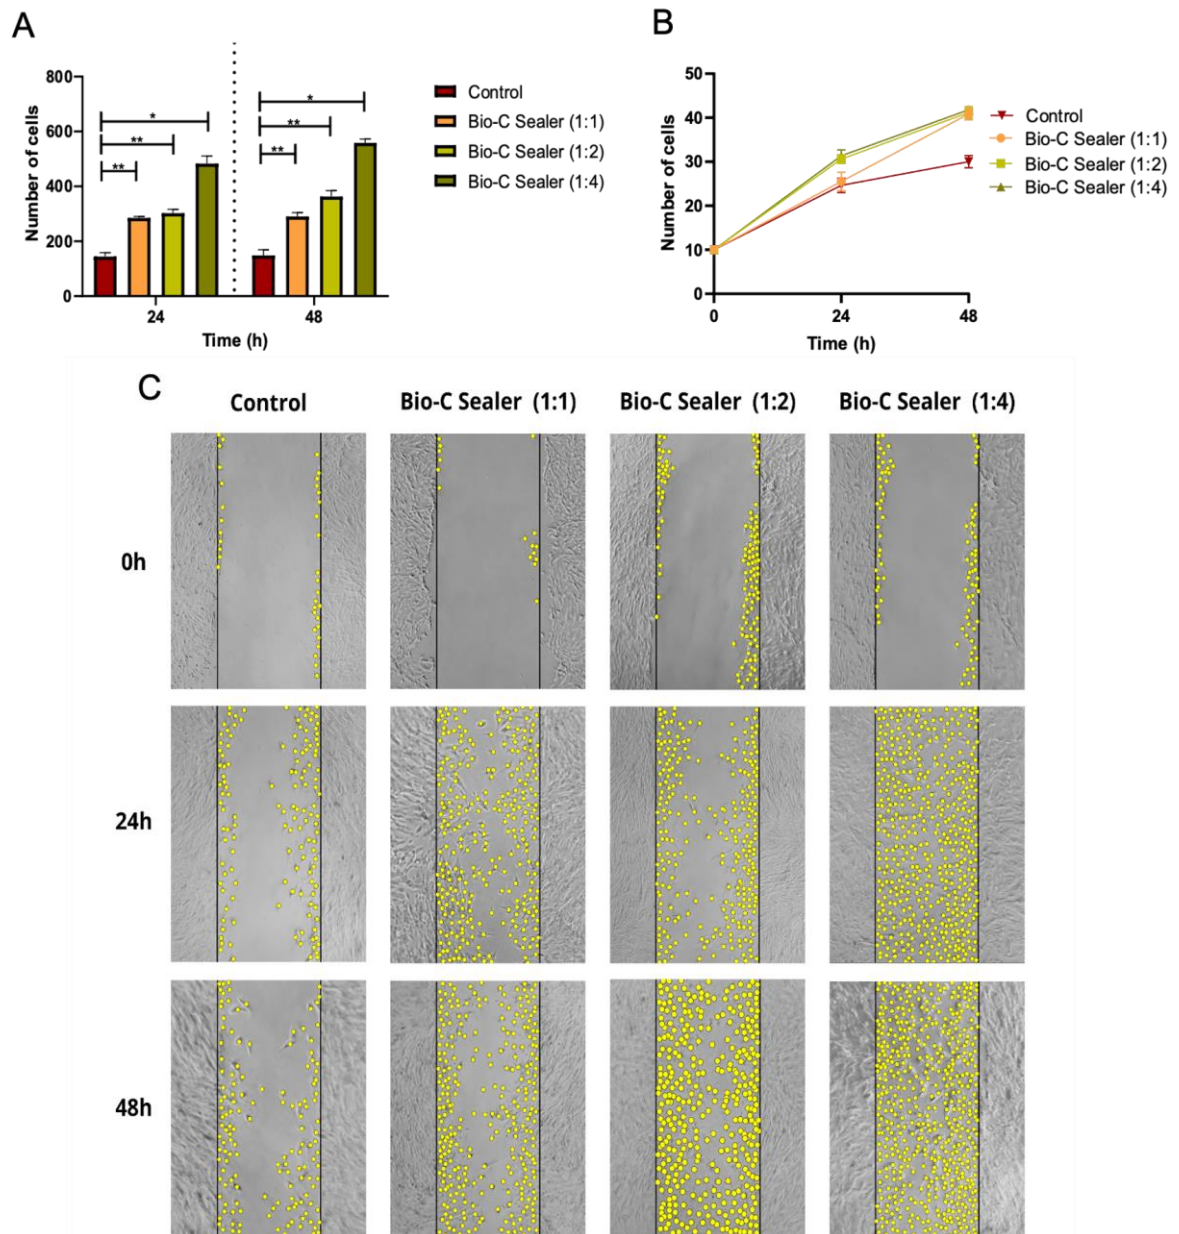 A
Number of cells
800
600
400
200
0
*
**
**
*
**
**
24
48
Time (h)
Control
Bio-C Sealer (1:1)
Bio-C Sealer (1:2)
Bio-C Sealer (1:4)
B
Number of cells
50
40
30
20
10
0
0
24
48
Time (h)
Control
Bio-C Sealer (1:1)
Bio-C Sealer (1:2)
Bio-C Sealer (1:4)
C
Control
Bio-C Sealer (1:1)
Bio-C Sealer (1:2)
Bio-C Sealer (1:4)
0h
24h
48h